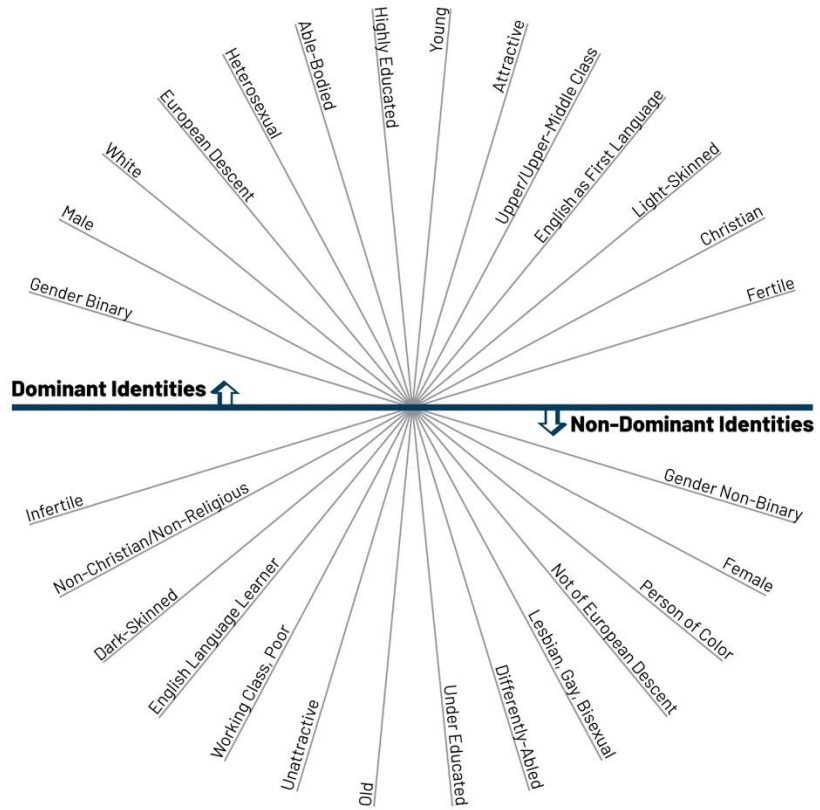 Gender Binary
Male
White
European Descent
Heterosexual
Able-Bodied
Highly Educated
Young
Attractive
Upper/Upper-Middle Class
English as First Language
Light-Skinned
Christian
Fertile
Dominant Identities
Non-Dominant Identities
Infertile
Non-Christian/Non-Religious
Dark-Skinned
English Language Learner
Working Class, Poor
Unattractive
Old
Under Educated
Differently-Abled
Lesbian, Gay, Bisexual
Not of European Descent
Person of Color
Female
Gender Non-Binary